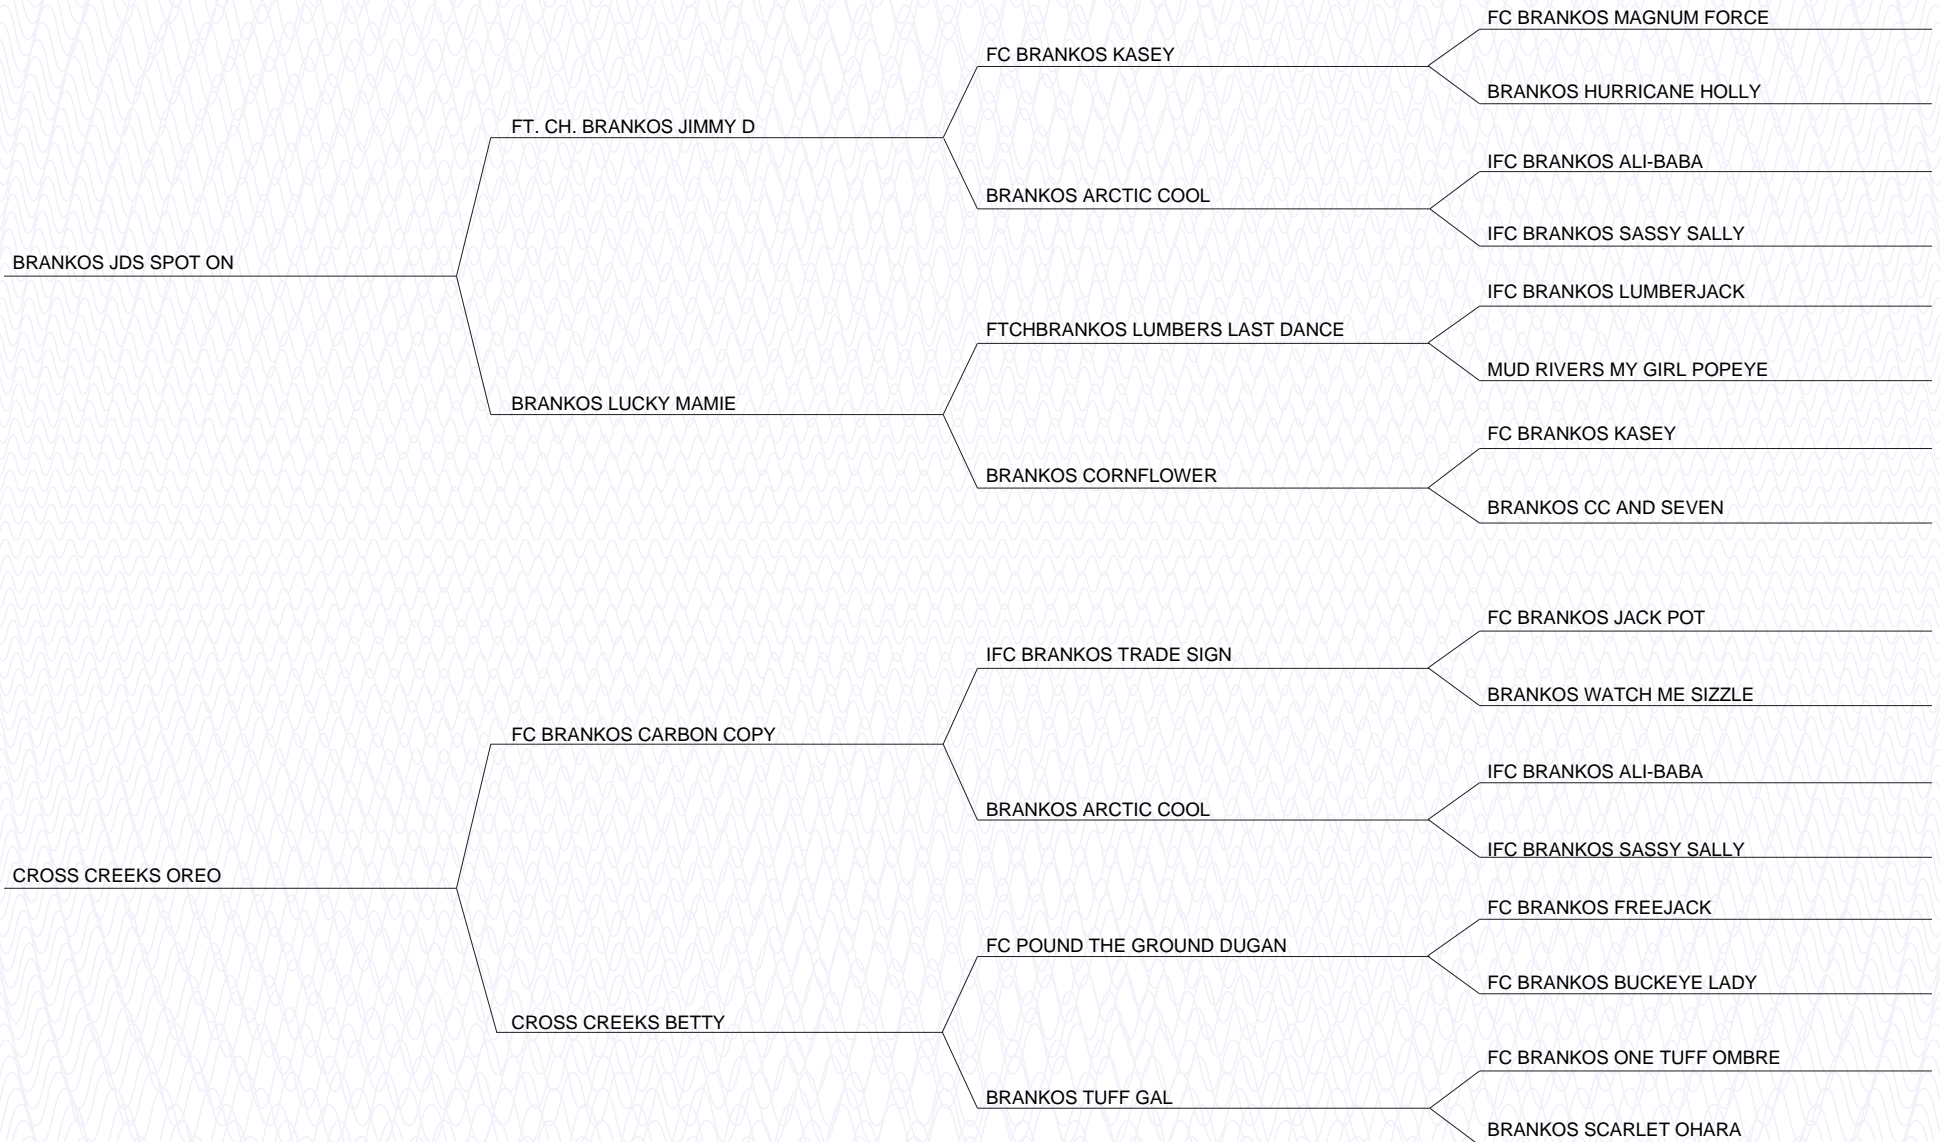 FC BRANKOS MAGNUM FORCE
FC BRANKOS KASEY
BRANKOS HURRICANE HOLLY
FT. CH. BRANKOS JIMMY D
IFC BRANKOS ALI-BABA
BRANKOS ARCTIC COOL
IFC BRANKOS SASSY SALLY
BRANKOS JDS SPOT ON
IFC BRANKOS LUMBERJACK
FTCHBRANKOS LUMBERS LAST DANCE
MUD RIVERS MY GIRL POPEYE
BRANKOS LUCKY MAMIE
FC BRANKOS KASEY
BRANKOS CORNFLOWER
BRANKOS CC AND SEVEN
FC BRANKOS JACK POT
IFC BRANKOS TRADE SIGN
BRANKOS WATCH ME SIZZLE
FC BRANKOS CARBON COPY
IFC BRANKOS ALI-BABA
BRANKOS ARCTIC COOL
IFC BRANKOS SASSY SALLY
CROSS CREEKS OREO
FC BRANKOS FREEJACK
FC POUND THE GROUND DUGAN
FC BRANKOS BUCKEYE LADY
CROSS CREEKS BETTY
FC BRANKOS ONE TUFF OMBRE
BRANKOS TUFF GAL
BRANKOS SCARLET OHARA